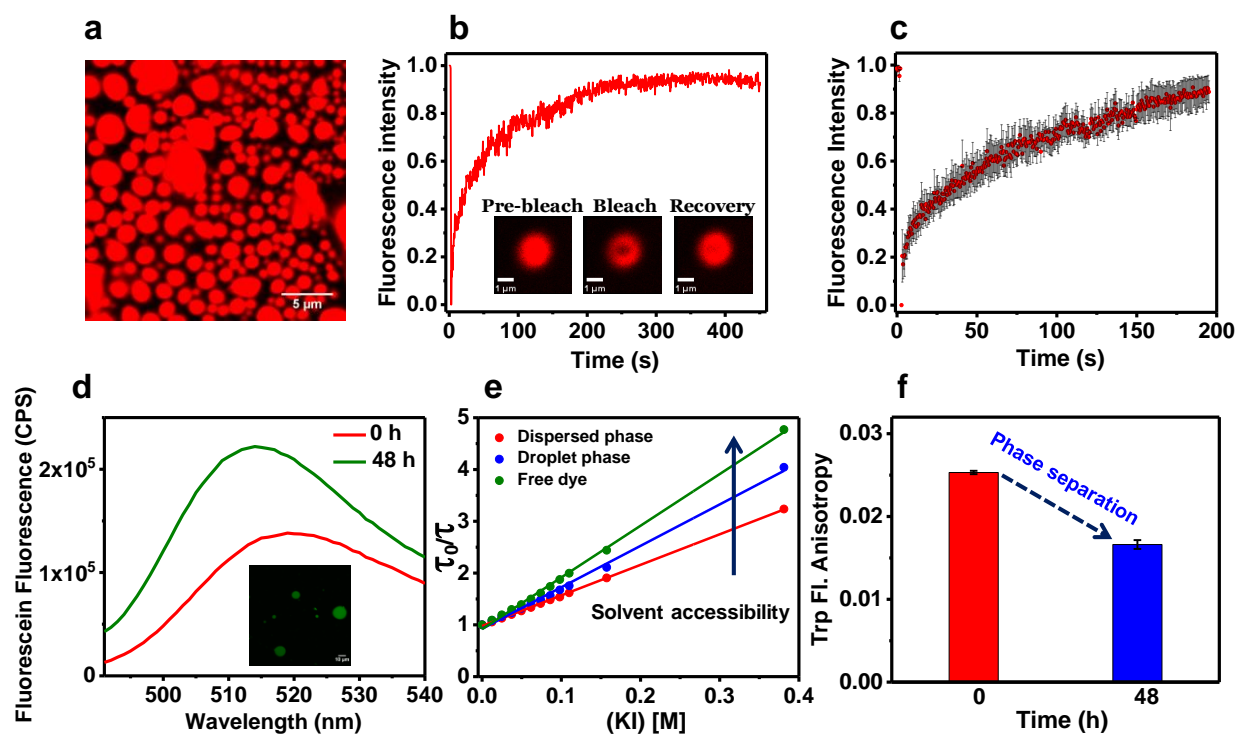 a
5 µm
b
Fluorescence intensity
1.0
0.8
0.6
0.4
0.2
0.0
Pre-bleach Bleach Recovery
1 µm 1 µm 1 µm
0 100 200 300 400
Time (s)
c
Fluorescence Intensity
1.0
0.8
0.6
0.4
0.2
0.0
0 50 100 150 200
Time (s)
d
Fluorescein Fluorescence (CPS)
2x10⁵
1x10⁵
0
0 h
48 h
500 510 520 530 540
Wavelength (nm)
e
τ₀/τ
5
4
3
2
1
0
Dispersed phase
Droplet phase
Free dye
Solvent accessibility
0.0 0.1 0.2 0.3 0.4
(KI) [M]
f
Trp Fl. Anisotropy
0.03
0.02
0.01
0.00
Phase separation
0 48
Time (h)